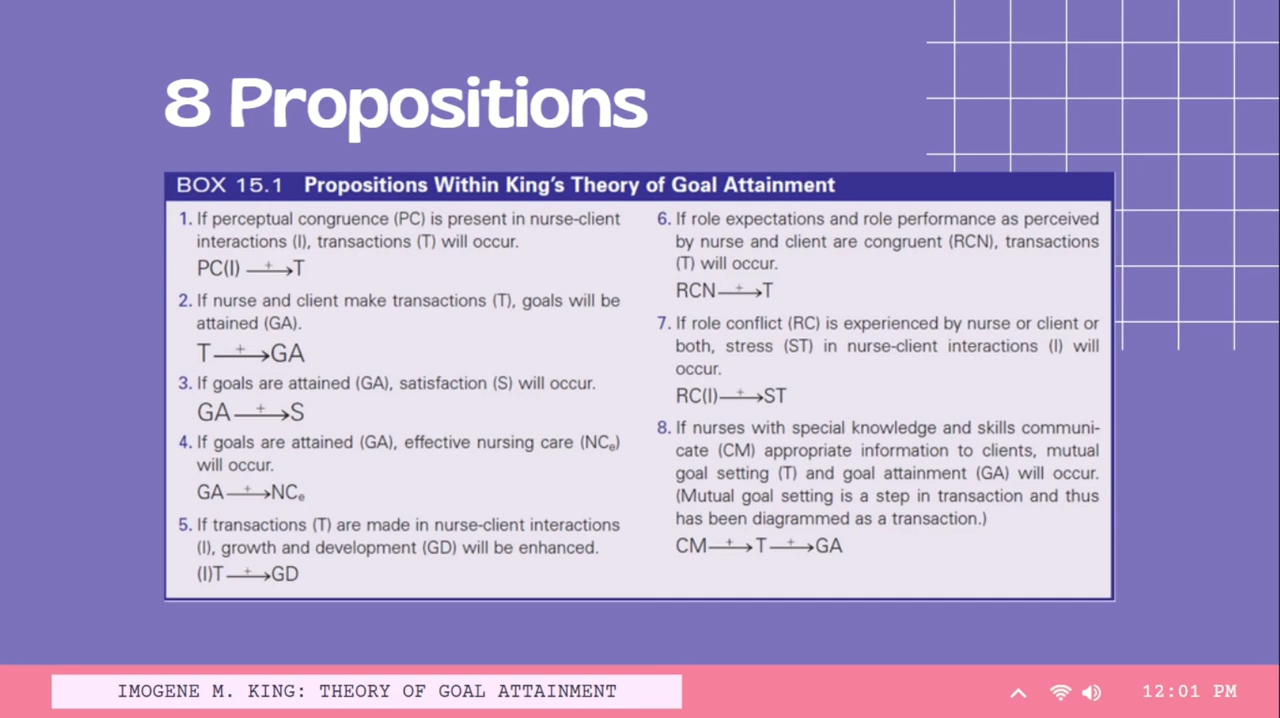 8 Propositions
BOX 15.1 Propositions Within King's Theory of Goal Attainment
1. If perceptual congruence (PC) is present in nurse-client
interactions (I), transactions (T) will occur.
PC(I) —+→T
2. If nurse and client make transactions (T), goals will be
attained (GA).
T—+→GA
3. If goals are attained (GA), satisfaction (S) will occur.
GA—+→S
4. If goals are attained (GA), effective nursing care (NCₑ)
will occur.
GA—+→NCₑ
5. If transactions (T) are made in nurse-client interactions
(I), growth and development (GD) will be enhanced.
(I)T—+→GD
6. If role expectations and role performance as perceived
by nurse and client are congruent (RCN), transactions
(T) will occur.
RCN—+→T
7. If role conflict (RC) is experienced by nurse or client or
both, stress (ST) in nurse-client interactions (I) will
occur.
RC(I)—+→ST
8. If nurses with special knowledge and skills communi-
cate (CM) appropriate information to clients, mutual
goal setting (T) and goal attainment (GA) will occur.
(Mutual goal setting is a step in transaction and thus
has been diagrammed as a transaction.)
CM—+→T—+→GA
IMOGENE M. KING: THEORY OF GOAL ATTAINMENT
12:01 PM